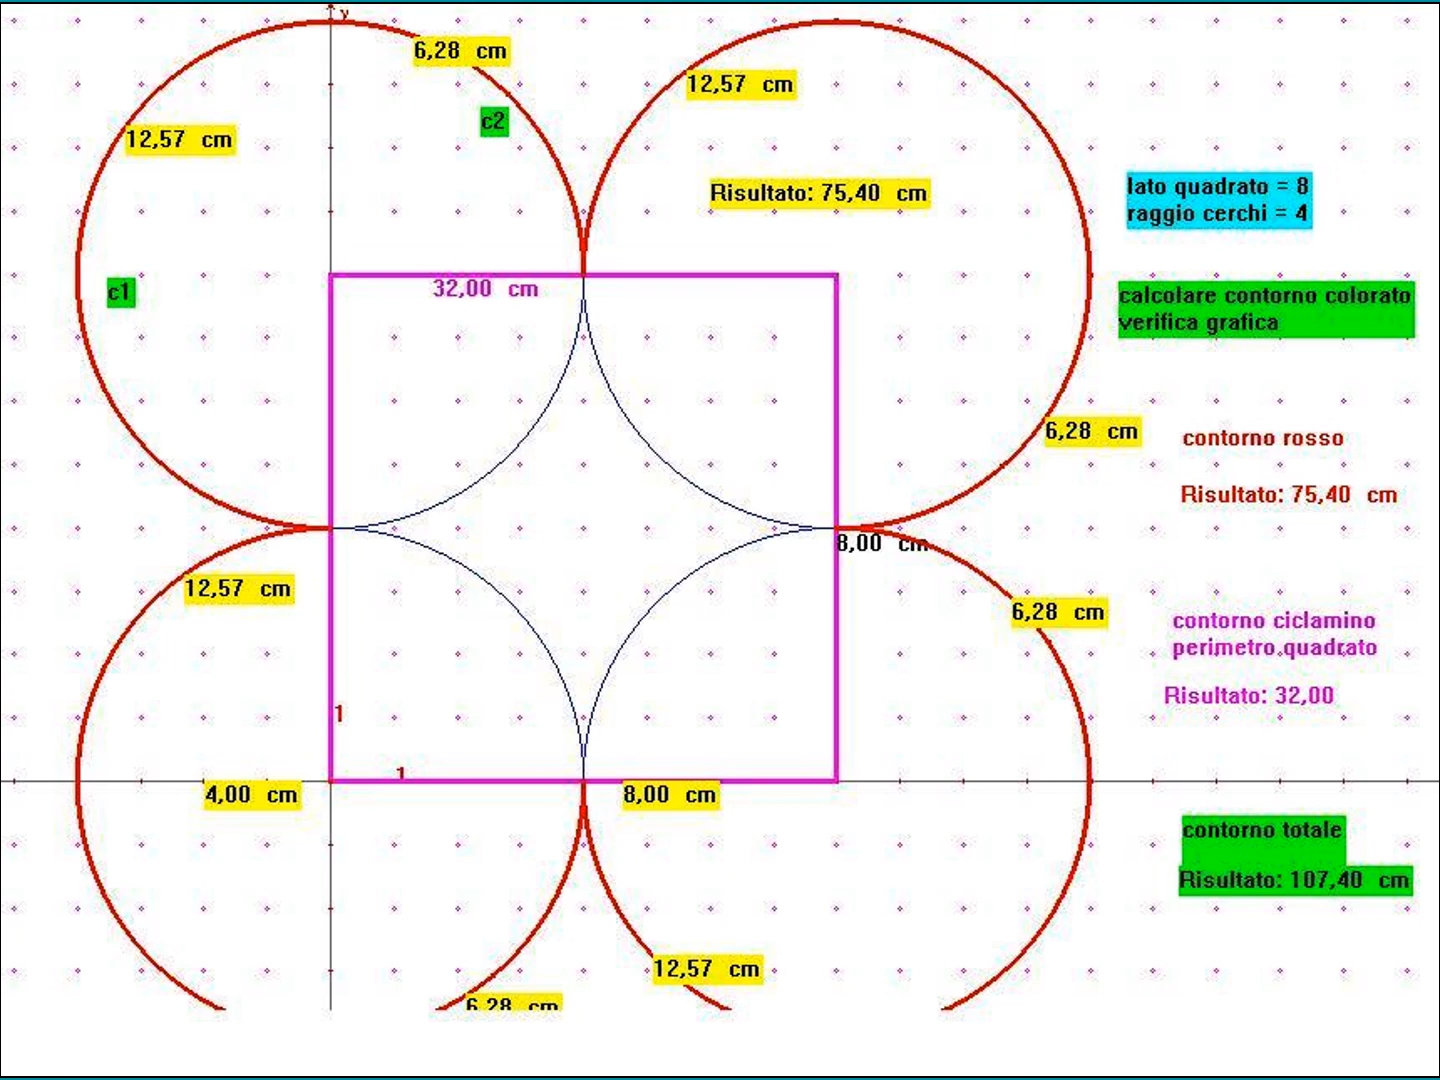 y
6,28 cm
12,57 cm
c2
12,57 cm
Risultato: 75,40 cm
lato quadrato = 8
raggio cerchi = 4
c1
32,00 cm
calcolare contorno colorato
verifica grafica
6,28 cm
contorno rosso
Risultato: 75,40 cm
8,00 cm
12,57 cm
6,28 cm
contorno ciclamino
perimetro.quadrato
Risultato: 32,00
1
1
4,00 cm
8,00 cm
contorno totale
Risultato: 107,40 cm
12,57 cm
6,28 cm